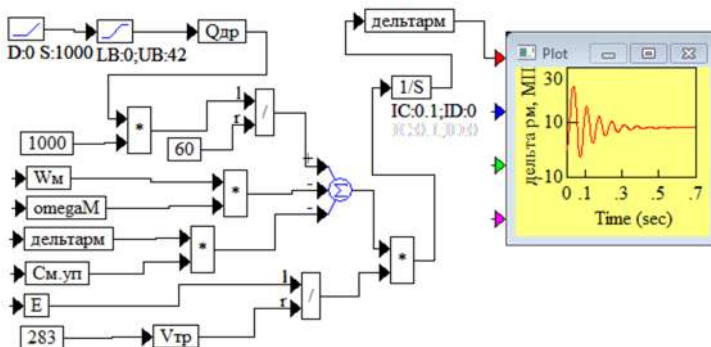 дельтарм
Qдр
D:0 S:1000
LB:0;UB:42
Plot
1/S
IC:0.1;ID:0
l
*
/
1000
r
60
+
Wм
-
*
Σ
omegaM
-
дельтарм
*
См.уп
*
E
l
/
r
283
Vтр
дельта рм, МП
30
10
-10
0 .1 .3 .5 .7
Time (sec)